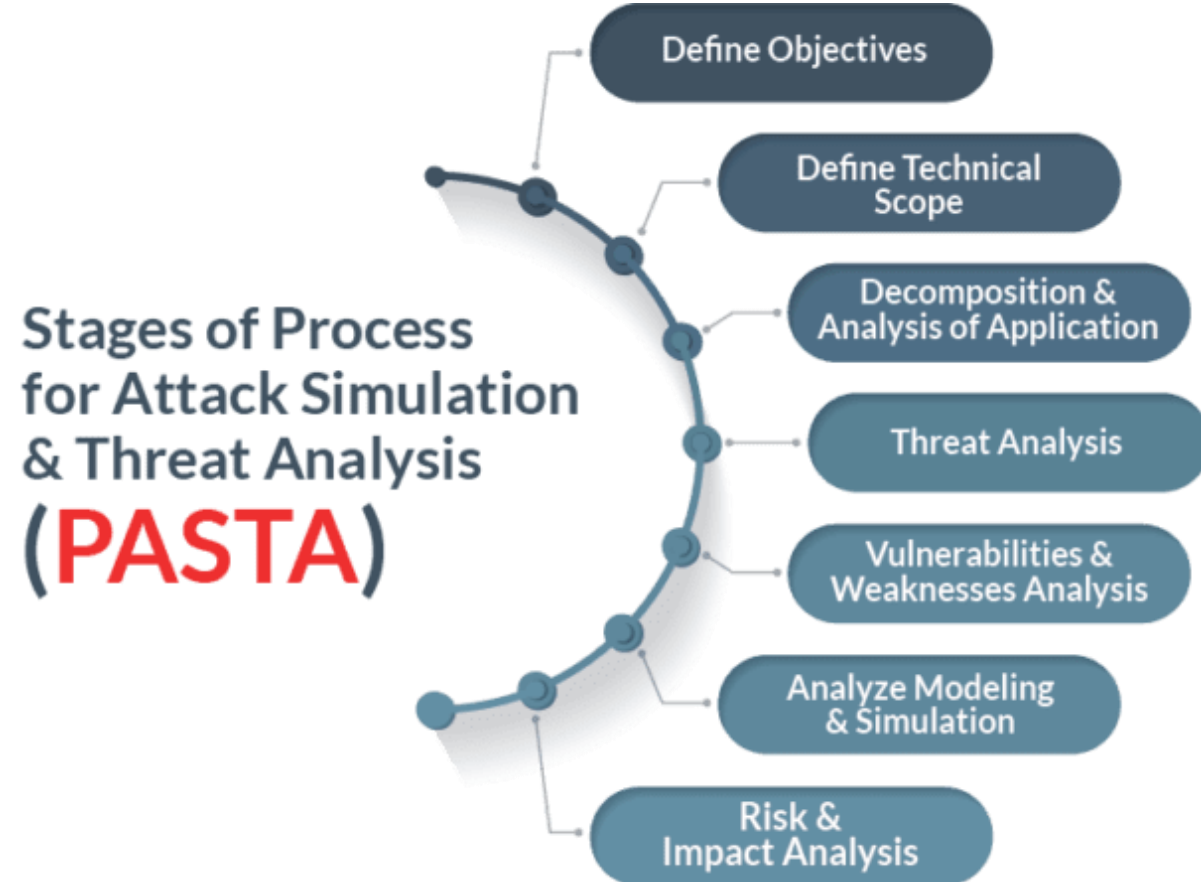 Stages of Process
for Attack Simulation
& Threat Analysis
(PASTA)
Define Objectives
Define Technical
Scope
Decomposition &
Analysis of Application
Threat Analysis
Vulnerabilities &
Weaknesses Analysis
Analyze Modeling
& Simulation
Risk &
Impact Analysis